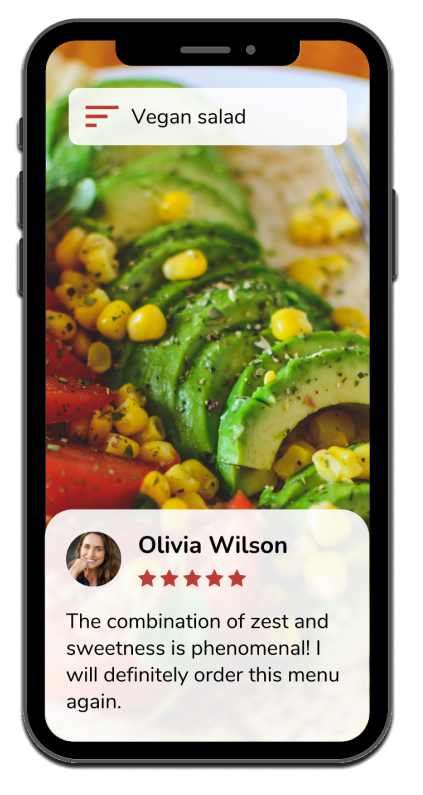 Vegan salad
Olivia Wilson
The combination of zest and
sweetness is phenomenal! I
will definitely order this menu
again.